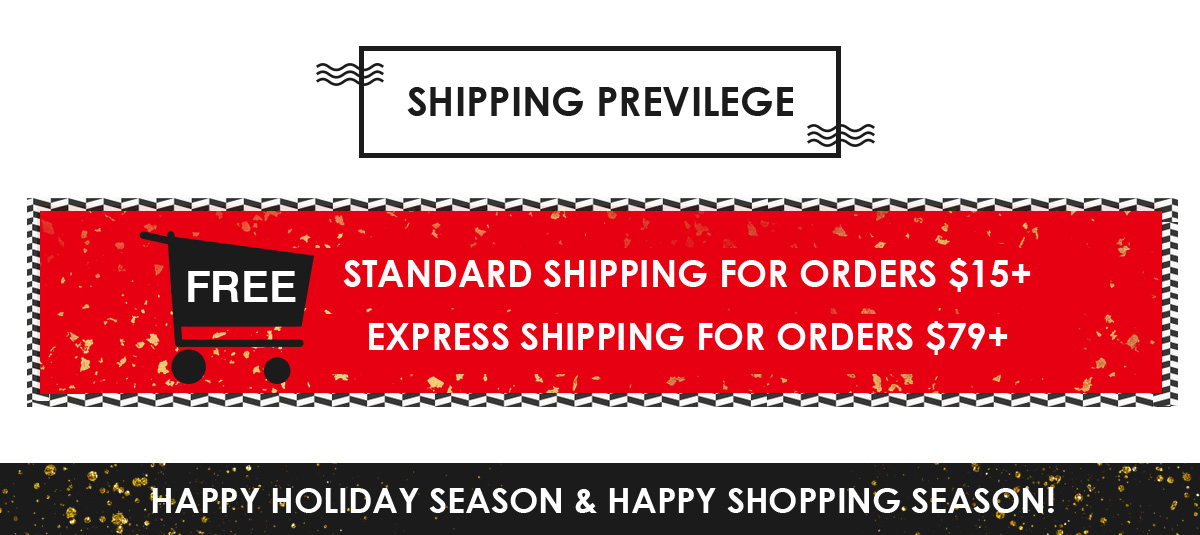 SHIPPING PREVILEGE
FREE
STANDARD SHIPPING FOR ORDERS $15+
EXPRESS SHIPPING FOR ORDERS $79+
HAPPY HOLIDAY SEASON & HAPPY SHOPPING SEASON!